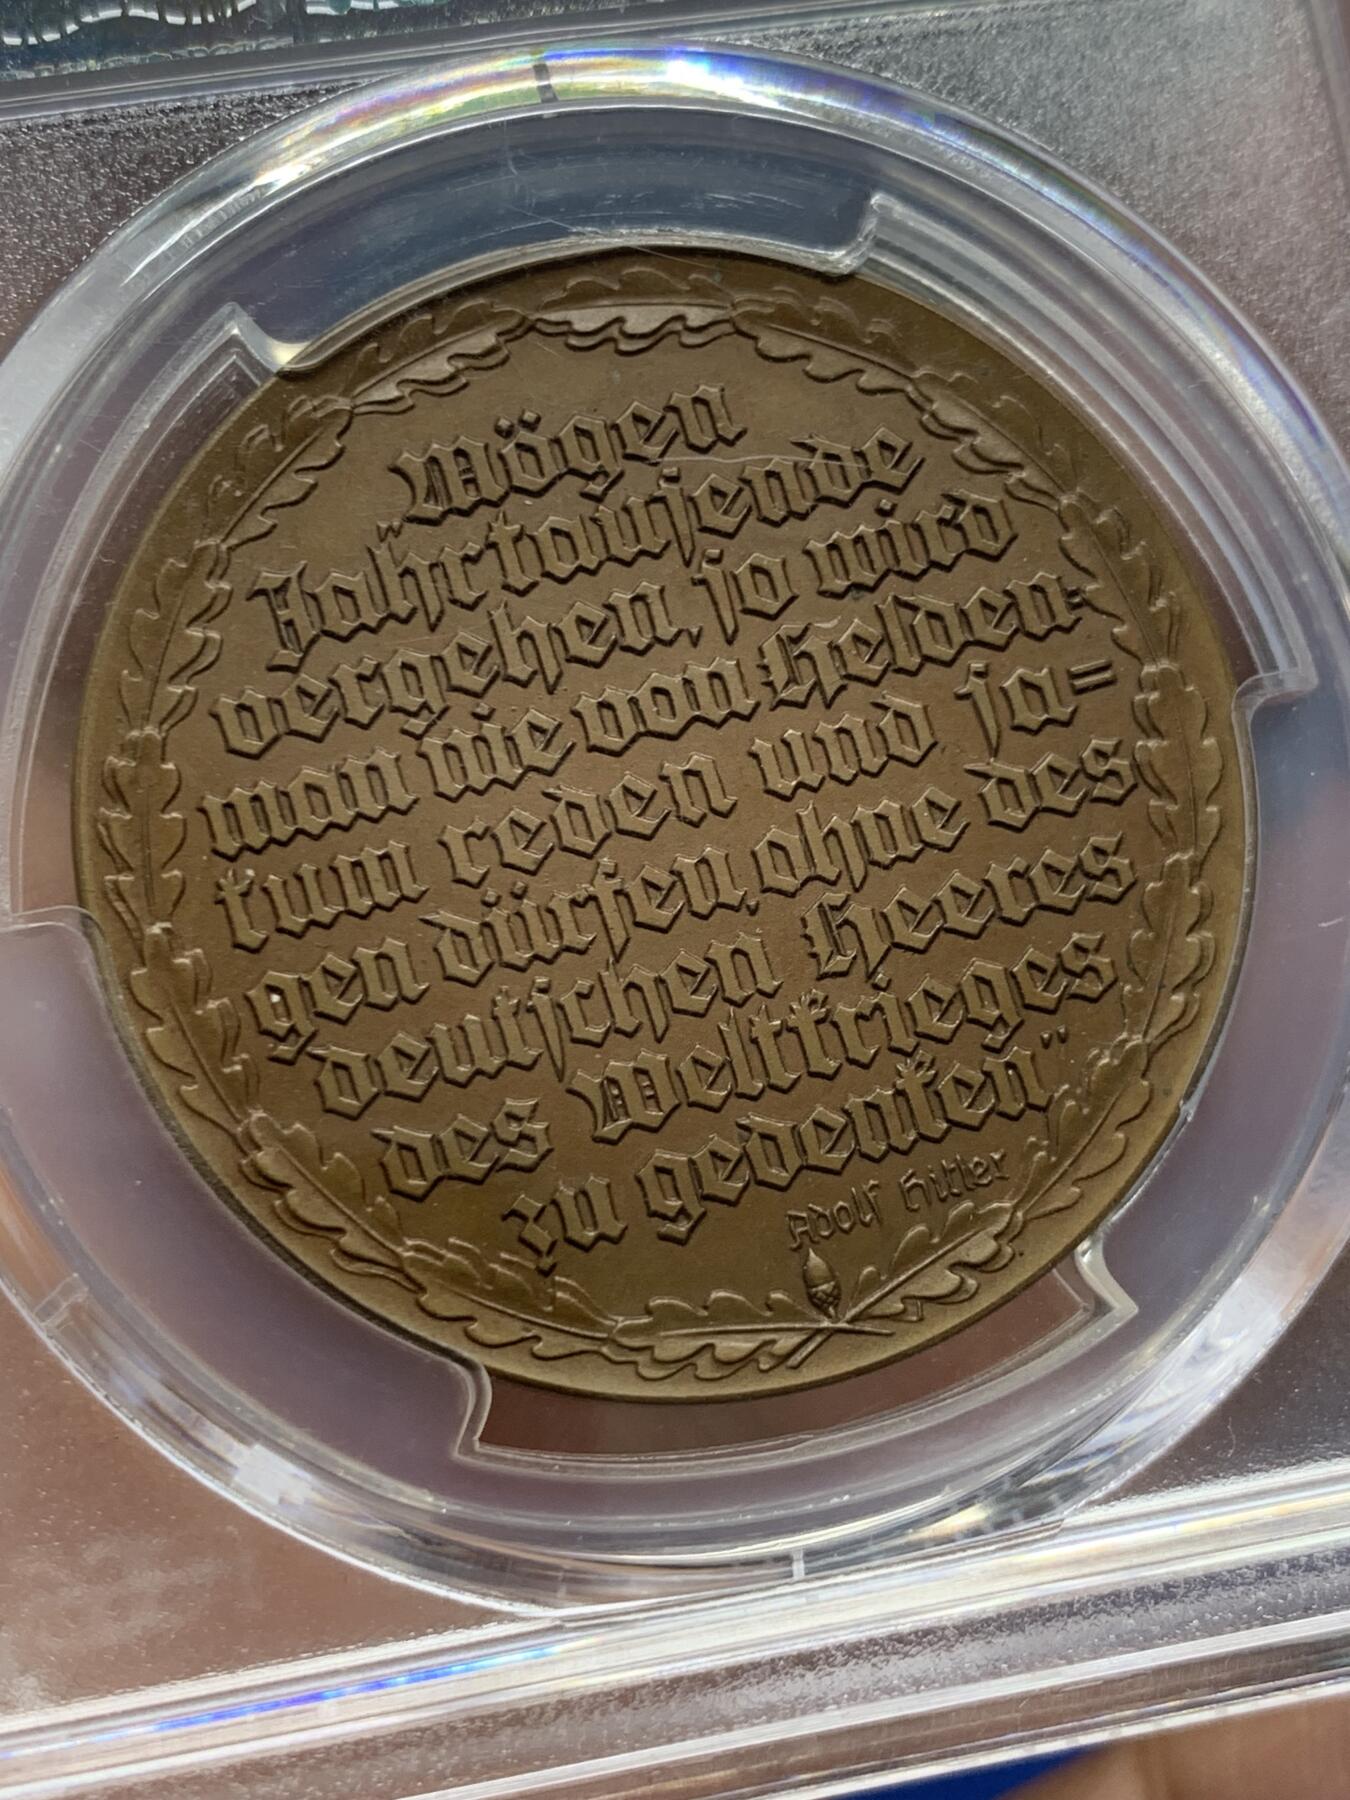 „Mögen
Jahrtausende
vergehen, so wird
man nie von Helden-
tum reden und sa=
gen dürfen, ohne des
deutschen Heeres
des Weltkrieges
zu gedenken”
Adolf Hitler